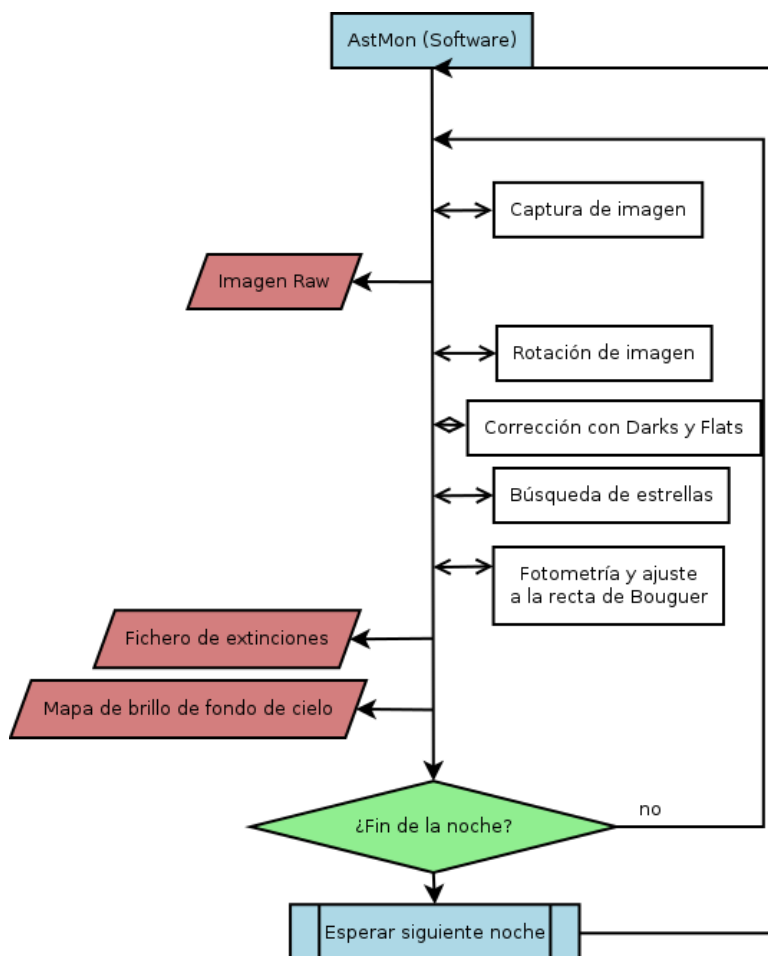 AstMon (Software)
Captura de imagen
Imagen Raw
Rotación de imagen
Corrección con Darks y Flats
Búsqueda de estrellas
Fotometría y ajuste
a la recta de Bouguer
Fichero de extinciones
Mapa de brillo de fondo de cielo
¿Fin de la noche?
no
Esperar siguiente noche